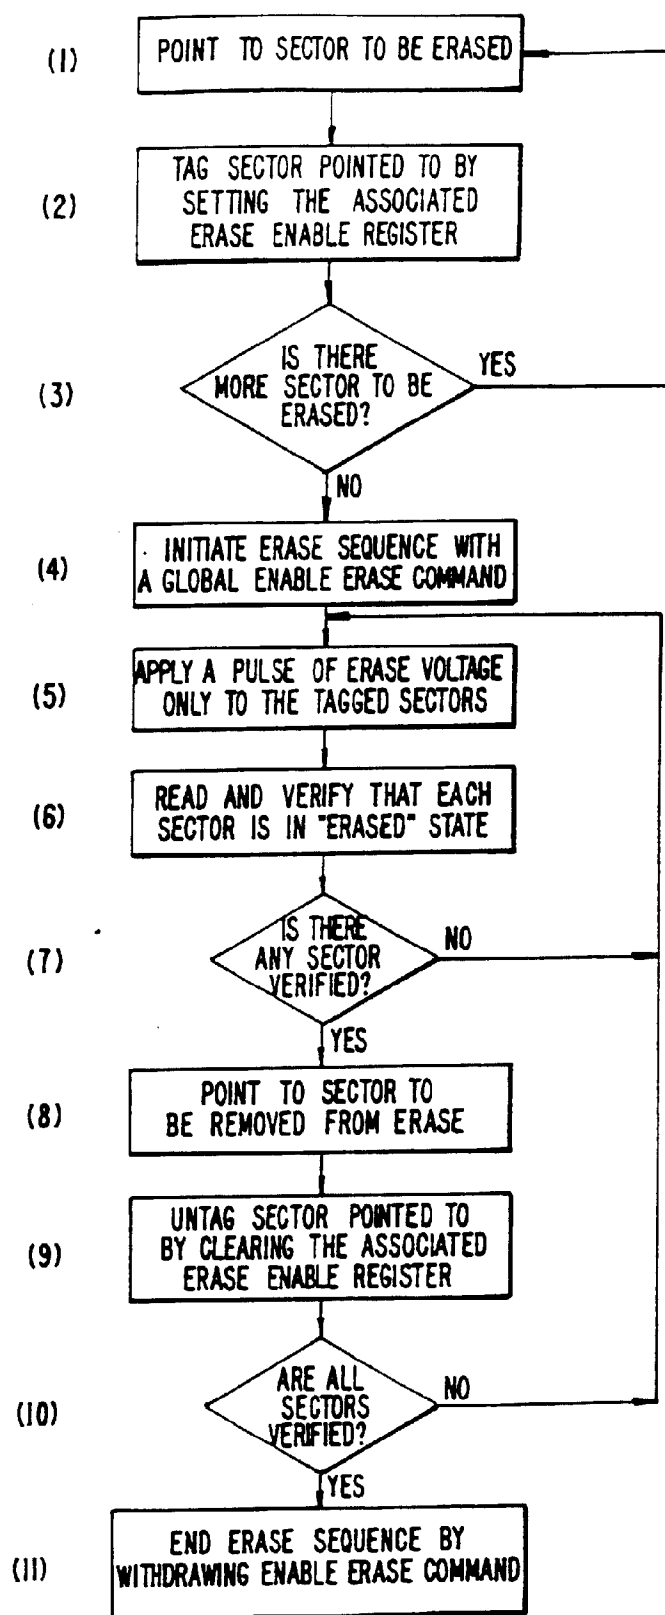 (1)
POINT TO SECTOR TO BE ERASED
(2)
TAG SECTOR POINTED TO BY
SETTING THE ASSOCIATED
ERASE ENABLE REGISTER
(3)
IS THERE
MORE SECTOR TO BE
ERASED?
YES
NO
(4)
INITIATE ERASE SEQUENCE WITH
A GLOBAL ENABLE ERASE COMMAND
(5)
APPLY A PULSE OF ERASE VOLTAGE
ONLY TO THE TAGGED SECTORS
(6)
READ AND VERIFY THAT EACH
SECTOR IS IN "ERASED" STATE
(7)
IS THERE
ANY SECTOR
VERIFIED?
NO
YES
(8)
POINT TO SECTOR TO
BE REMOVED FROM ERASE
(9)
UNTAG SECTOR POINTED TO
BY CLEARING THE ASSOCIATED
ERASE ENABLE REGISTER
(10)
ARE ALL
SECTORS
VERIFIED?
NO
YES
(11)
END ERASE SEQUENCE BY
WITHDRAWING ENABLE ERASE COMMAND